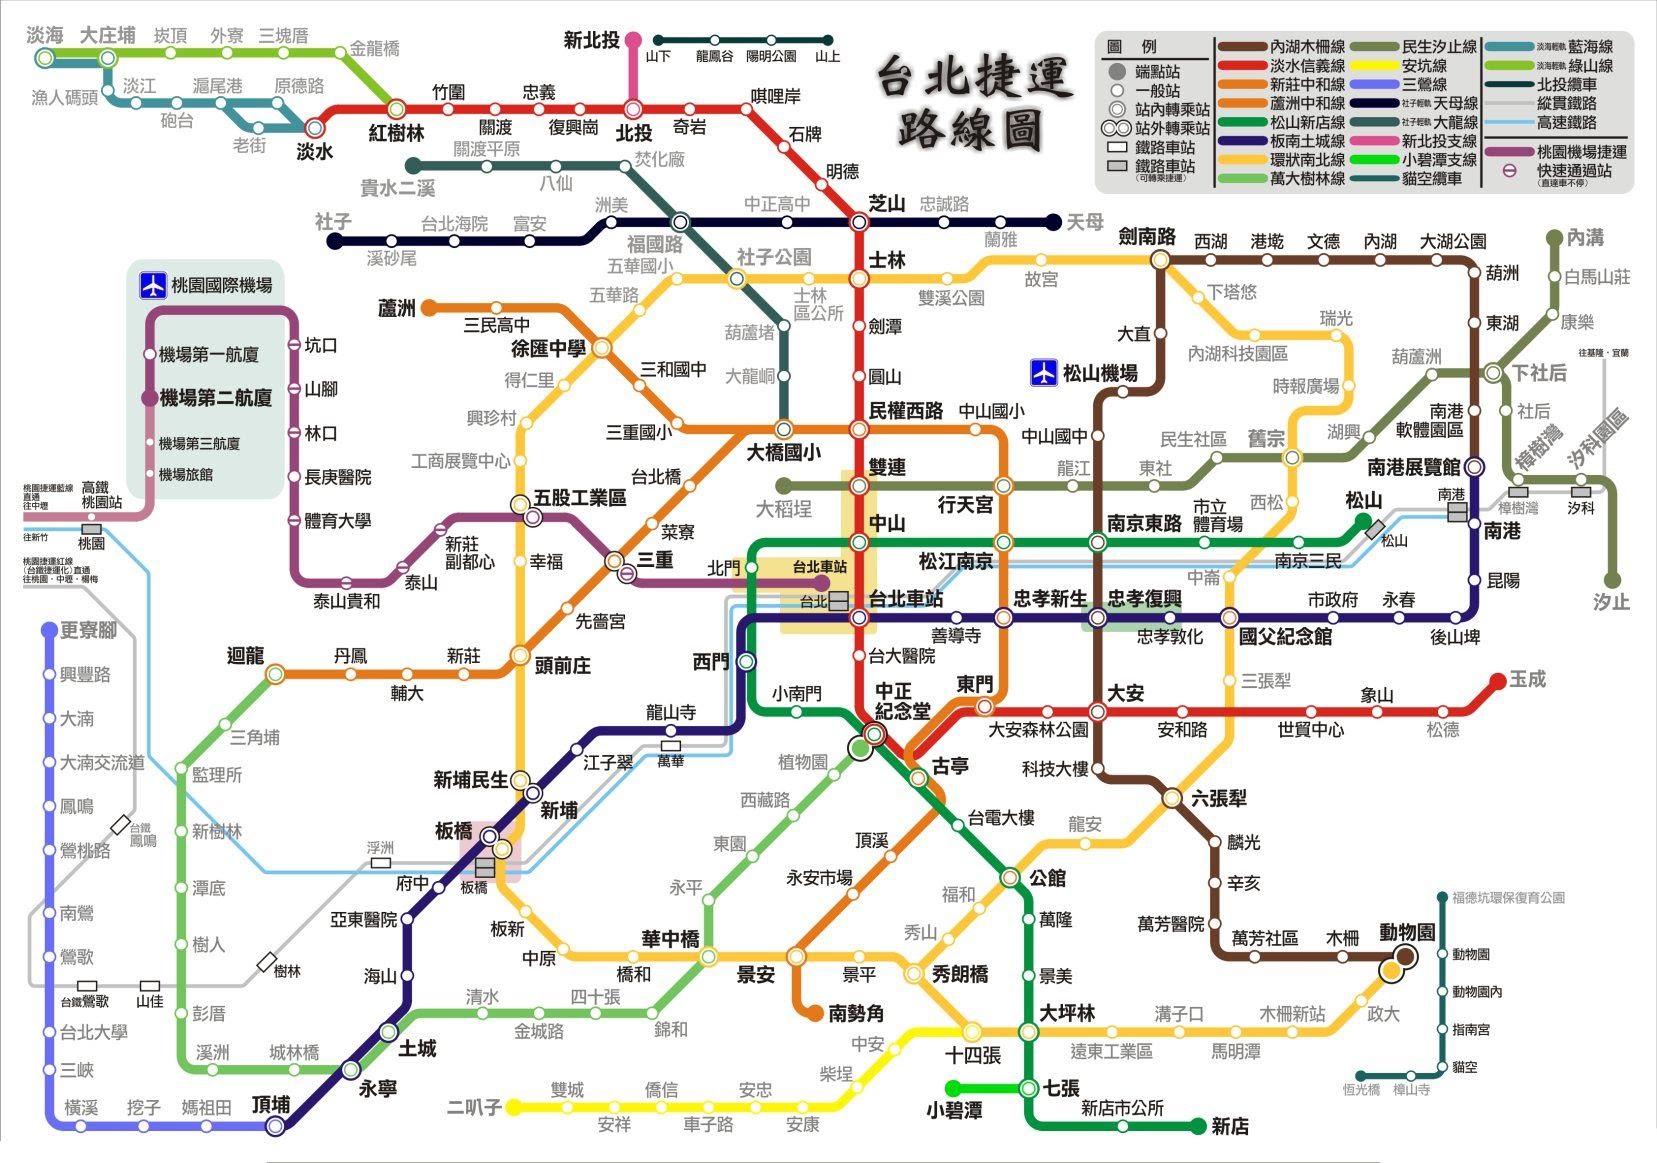 台北捷運
路線圖
圖 例
端點站
一般站
站內轉乘站
站外轉乘站
鐵路車站
鐵路車站
(可轉乘捷運)
內湖木柵線
淡水信義線
新莊中和線
蘆洲中和線
松山新店線
板南土城線
環狀南北線
萬大樹林線
民生汐止線
安坑線
三鶯線
社子輕軌 天母線
社子輕軌 大龍線
新北投支線
小碧潭支線
貓空纜車
淡海輕軌 藍海線
淡海輕軌 綠山線
北投纜車
縱貫鐵路
高速鐵路
桃園機場捷運
快速通過站
(直達車不停)
淡海
大庄埔
崁頂
外寮
三塊厝
金龍橋
漁人碼頭
淡江
砲台
滬尾港
老街
原德路
淡水
紅樹林
竹圍
關渡
忠義
復興崗
新北投
北投
奇岩
唭哩岸
石牌
明德
山下
龍鳳谷
陽明公園
山上
貴水二溪
關渡平原
八仙
焚化廠
社子
溪砂尾
台北海院
富安
洲美
福國路
中正高中
芝山
忠誠路
蘭雅
天母
五華國小
社子公園
士林
區公所
士林
雙溪公園
故宮
劍南路
西湖
港墘
文德
內湖
大湖公園
葫洲
東湖
內溝
白馬山莊
康樂
桃園國際機場
機場第一航廈
機場第二航廈
機場第三航廈
機場旅館
坑口
山腳
林口
長庚醫院
體育大學
泰山貴和
泰山
新莊
副都心
蘆洲
三民高中
徐匯中學
三和國中
三重國小
五華路
得仁里
興珍村
工商展覽中心
五股工業區
幸福
葫蘆堵
大龍峒
大橋國小
劍潭
圓山
民權西路
中山國小
雙連
中山
大稻埕
行天宮
松江南京
大直
松山機場
中山國中
下塔悠
內湖科技園區
瑞光
時報廣場
舊宗
民生社區
龍江
東社
湖興
葫蘆洲
下社后
社后
樟樹灣
汐科園區
往基隆・宜蘭
南港
軟體園區
南港展覽館
南港
樟樹灣
汐科
松山
松山
南港
昆陽
汐止
南京東路
市立
體育場
南京三民
西松
中崙
台北橋
菜寮
三重
先嗇宮
頭前庄
新莊
輔大
丹鳳
迴龍
北門
台北車站
台北
台北車站
善導寺
忠孝新生
忠孝復興
忠孝敦化
國父紀念館
市政府
永春
後山埤
西門
小南門
台大醫院
中正
紀念堂
東門
大安森林公園
大安
安和路
世貿中心
象山
松德
玉成
三張犁
龍山寺
萬華
江子翠
新埔民生
新埔
板橋
板橋
浮洲
府中
亞東醫院
海山
土城
永寧
頂埔
植物園
西藏路
東園
永平
華中橋
古亭
台電大樓
頂溪
永安市場
景安
南勢角
科技大樓
六張犁
龍安
公館
福和
秀山
秀朗橋
景平
萬隆
景美
大坪林
七張
小碧潭
新店市公所
新店
麟光
辛亥
萬芳醫院
萬芳社區
木柵
動物園
政大
木柵新站
馬明潭
溝子口
遠東工業區
十四張
板新
中原
橋和
清水
金城路
四十張
錦和
中安
柴埕
安康
安忠
車子路
僑信
安祥
雙城
二叭子
福德坑環保復育公園
動物園
動物園內
指南宮
貓空
樟山寺
恆光橋
桃園捷運藍線
直通
往中壢
高鐵
桃園站
往新竹
桃園
桃園捷運紅線
(台鐵捷運化)直通
往桃園・中壢・楊梅
更寮腳
興豐路
大湳
大湳交流道
鳳鳴
台鐵
鳳鳴
鶯桃路
南鶯
鶯歌
台鐵鶯歌
山佳
樹林
台北大學
三峽
橫溪
挖子
媽祖田
三角埔
監理所
新樹林
潭底
樹人
彭厝
溪洲
城林橋